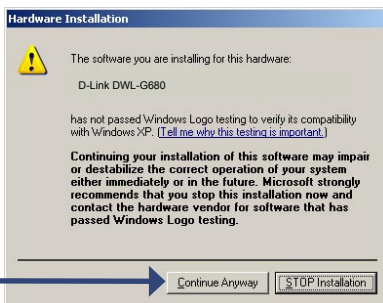 Hardware Installation
The software you are installing for this hardware:
D-Link DWL-G680
has not passed Windows Logo testing to verify its compatibility
with Windows XP. (Tell me why this testing is important.)
Continuing your installation of this software may impair
or destabilize the correct operation of your system
either immediately or in the future. Microsoft strongly
recommends that you stop this installation now and
contact the hardware vendor for software that has
passed Windows Logo testing.
Continue Anyway
STOP Installation